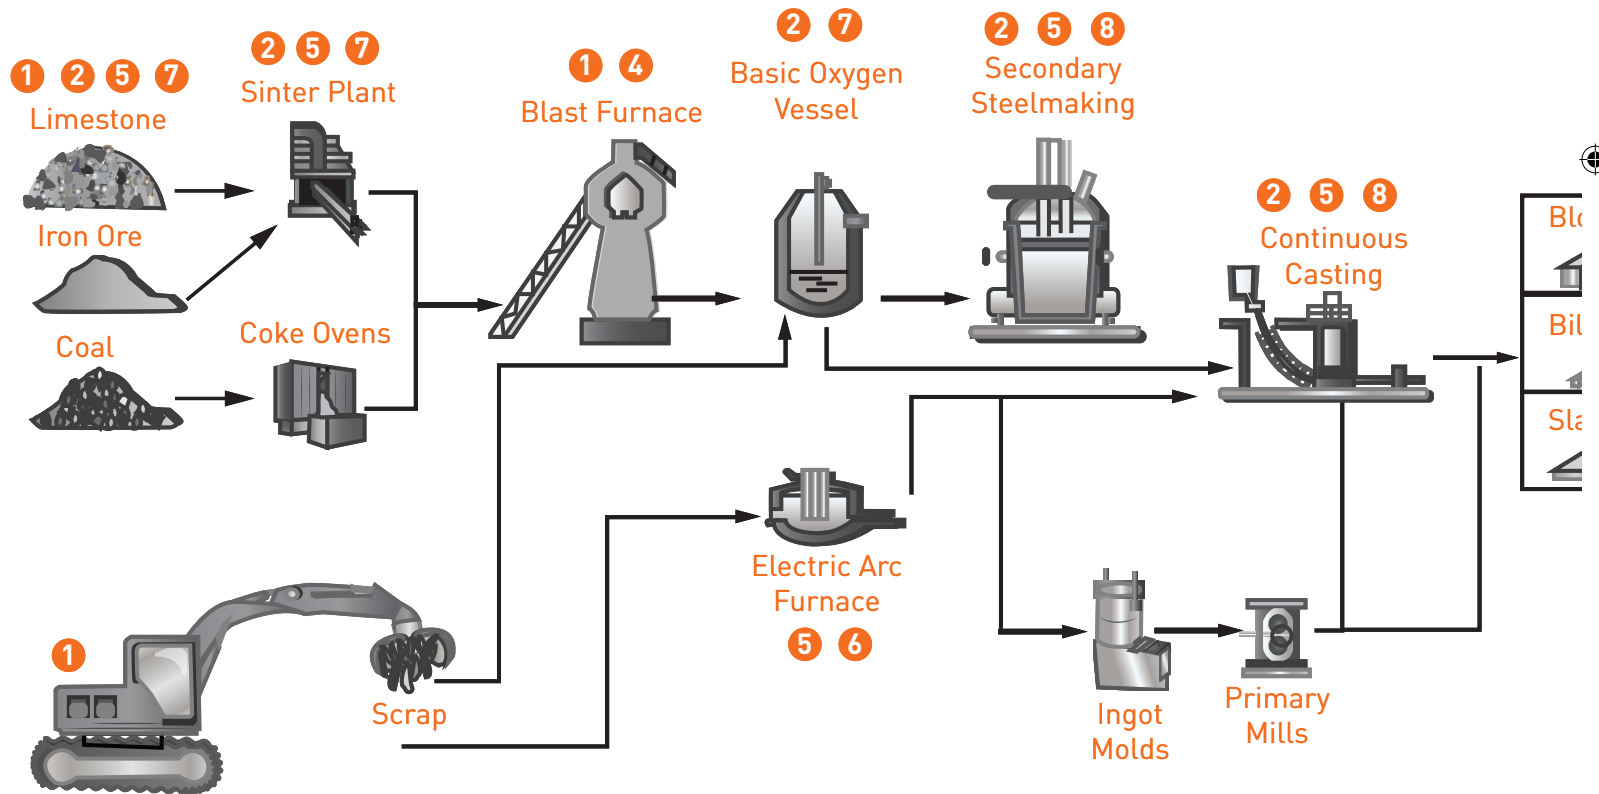 1 2 5 7
Limestone
Iron Ore
Coal
2 5 7
Sinter Plant
Coke Ovens
1 4
Blast Furnace
2 7
Basic Oxygen
Vessel
2 5 8
Secondary
Steelmaking
2 5 8
Continuous
Casting
Electric Arc
Furnace
5 6
1
Scrap
Ingot
Molds
Primary
Mills